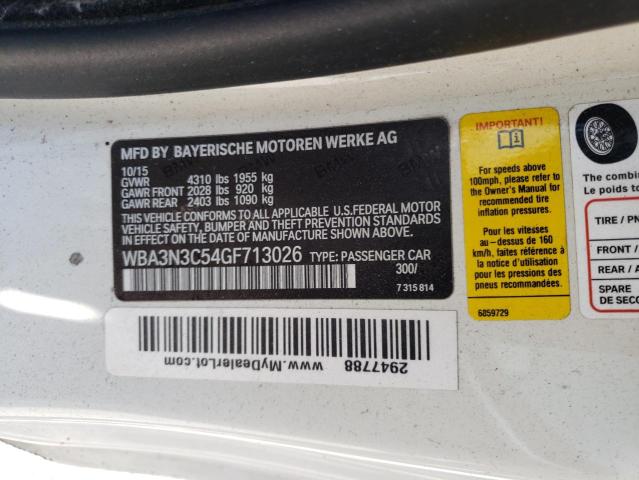 MFD BY BAYERISCHE MOTOREN WERKE AG
10/15
GVWR 4310 lbs 1955 kg
GAWR FRONT 2028 lbs 920 kg
GAWR REAR 2403 lbs 1090 kg
THIS VEHICLE CONFORMS TO ALL APPLICABLE U.S. FEDERAL MOTOR
VEHICLE SAFETY, BUMPER AND THEFT PREVENTION STANDARDS
IN EFFECT ON THE DATE OF MANUFACTURE SHOWN ABOVE.
WBA3N3C54GF713026 TYPE: PASSENGER CAR
300/
7 315 814
www.MyDealerLot.com
2947788
IMPORTANT!
For speeds above
100mph, please refer to
the Owner's Manual for
recommended tire
inflation pressures.
Pour les vitesses
au-dessus de 160
km/h, consulter
la notice d'utilisation
pour les pressions des
pneus recommandées.
6859729
The combine
Le poids to
TIRE / PN
FRONT /
REAR / A
SPARE
DE SECO